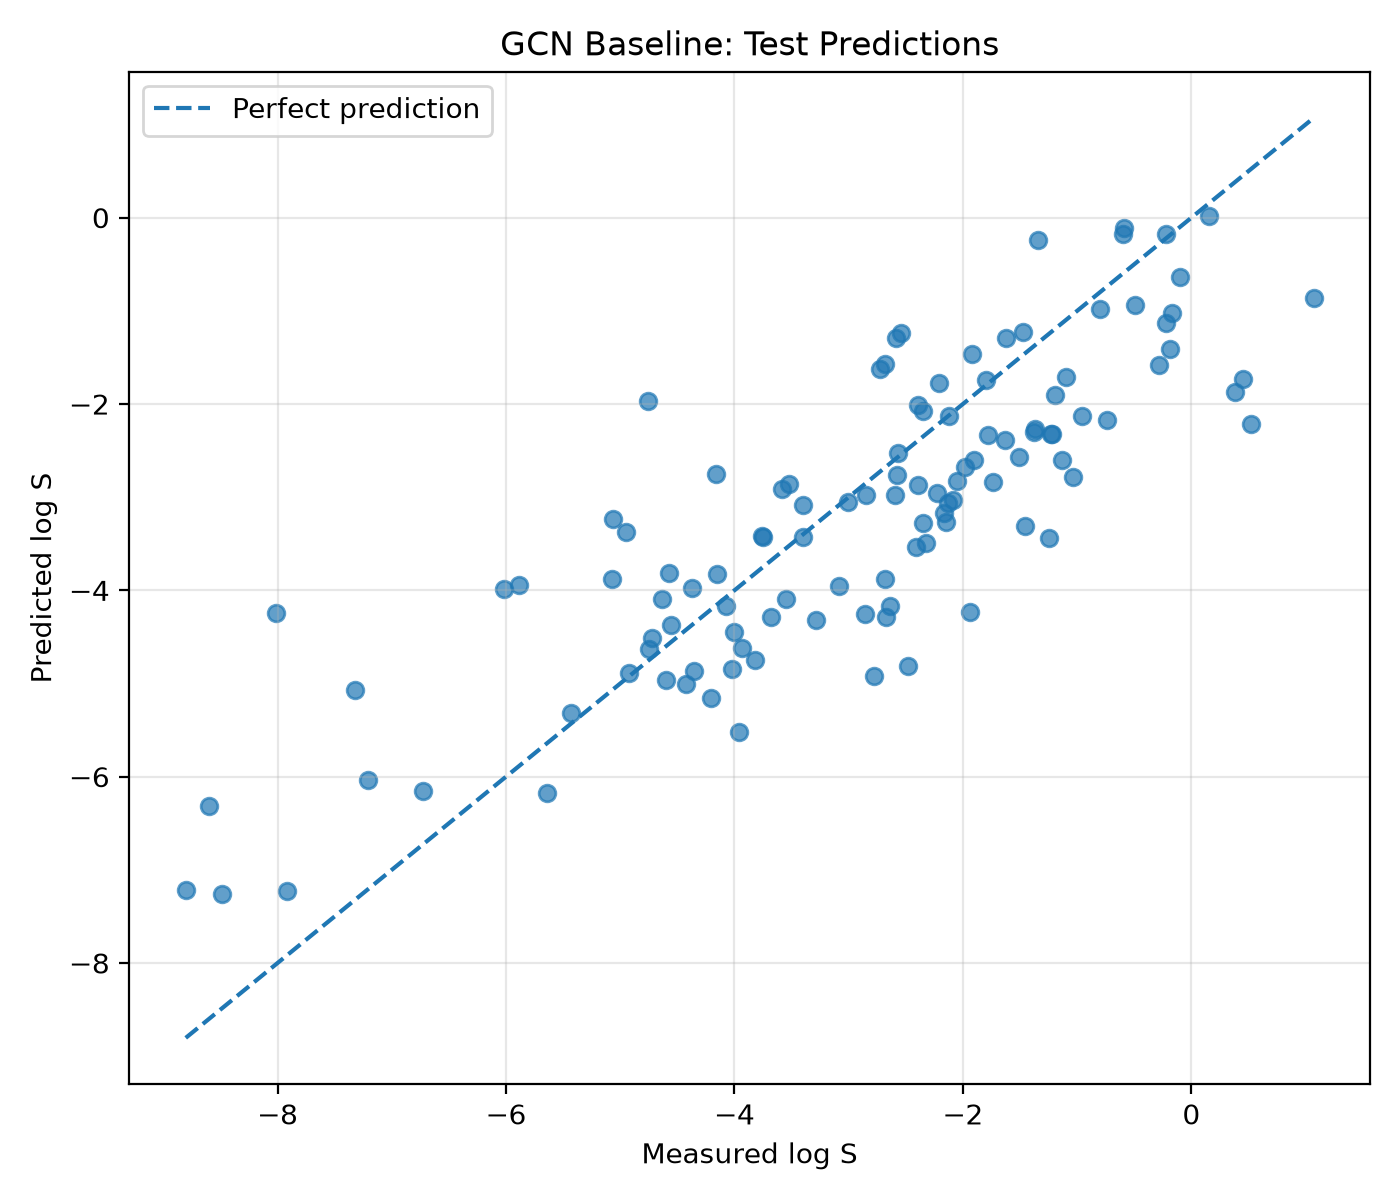 GCN Baseline: Test Predictions
Perfect prediction
0
−2
−4
−6
−8
Predicted log S
−8 −6 −4 −2 0
Measured log S